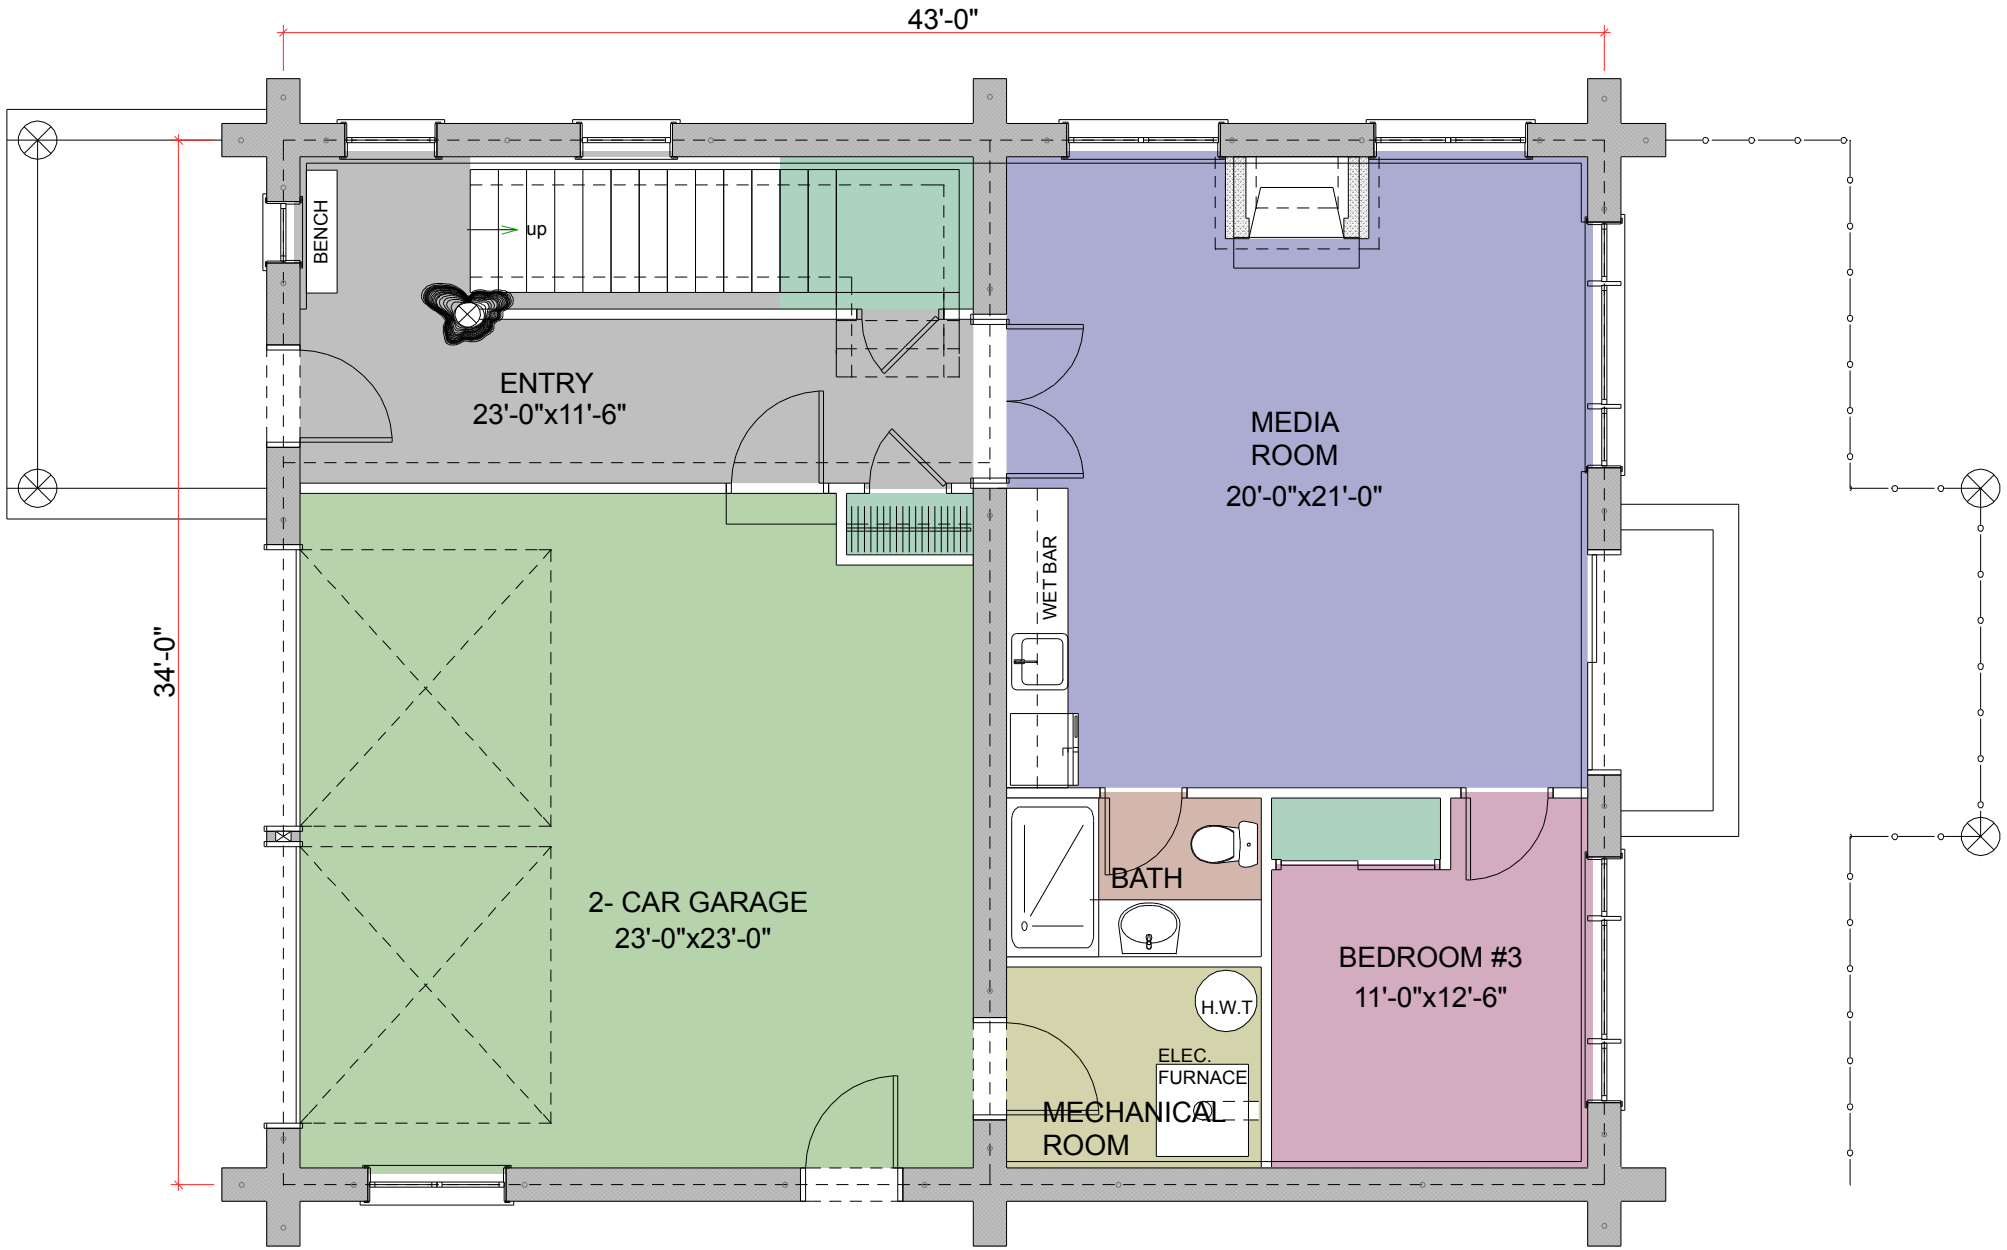 43'-0"
BENCH
up
ENTRY
23'-0"x11'-6"
MEDIA
ROOM
20'-0"x21'-0"
WET BAR
34'-0"
2- CAR GARAGE
23'-0"x23'-0"
BATH
BEDROOM #3
11'-0"x12'-6"
H.W.T
ELEC.
FURNACE
MECHANICAL
ROOM